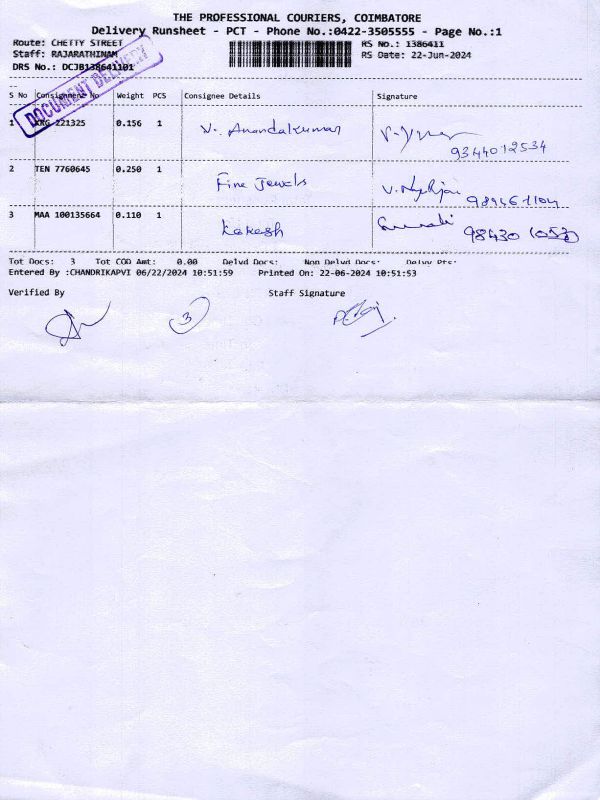 THE PROFESSIONAL COURIERS, COIMBATORE
Delivery Runsheet - PCT - Phone No.:0422-3505555 - Page No.:1
Route: CHETTY STREET
RS No.: 1386411
Staff: RAJARATHINAM
RS Date: 22-Jun-2024
DRS No.: DCJB138641101
DOCUMENT DELIVERY
S No Consignment No Weight PCS Consignee Details Signature
1 221325 0.156 1 V. Anandakumar
9344012534
2 TEN 7760645 0.250 1 Fine Jewels
3 MAA 100135664 0.110 1 Lokesh
98430
Tot Docs: 3 Tot COD Amt: 0.00 Delvd Docs: Non Delvd Docs: Delvy Pts:
Entered By :CHANDRIKAPVI 06/22/2024 10:51:59 Printed On: 22-06-2024 10:51:53
Verified By Staff Signature
3